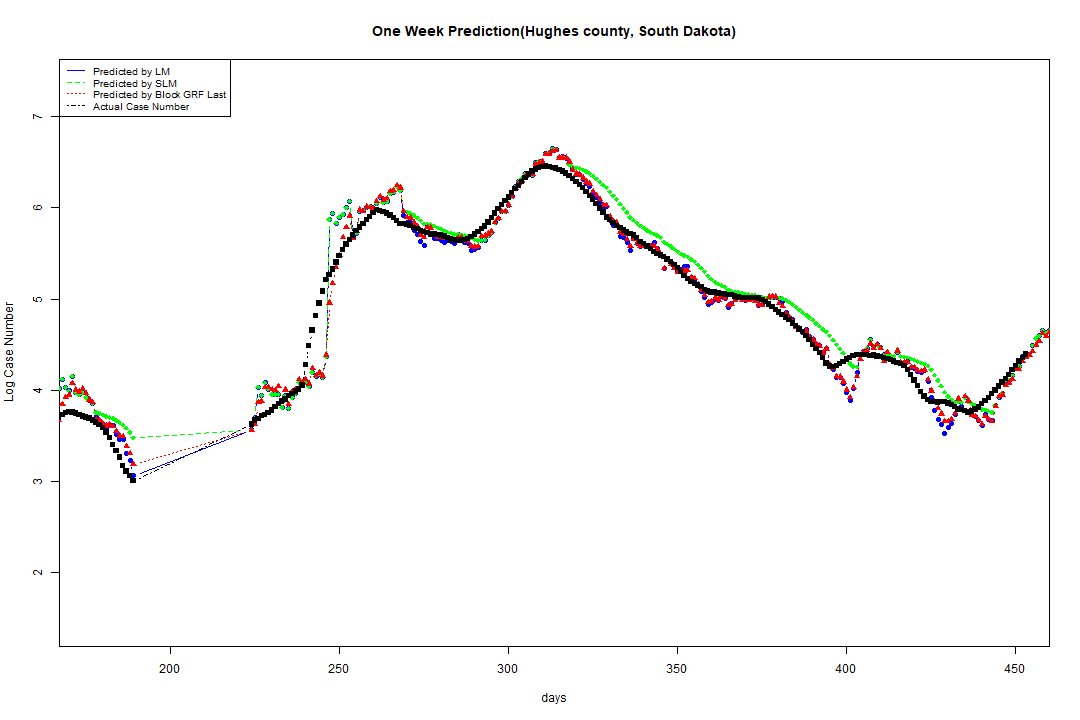 One Week Prediction(Hughes county, South Dakota)
Predicted by LM
Predicted by SLM
Predicted by Block GRF Last
Actual Case Number
Log Case Number
7
6
5
4
3
2
200 250 300 350 400 450
days